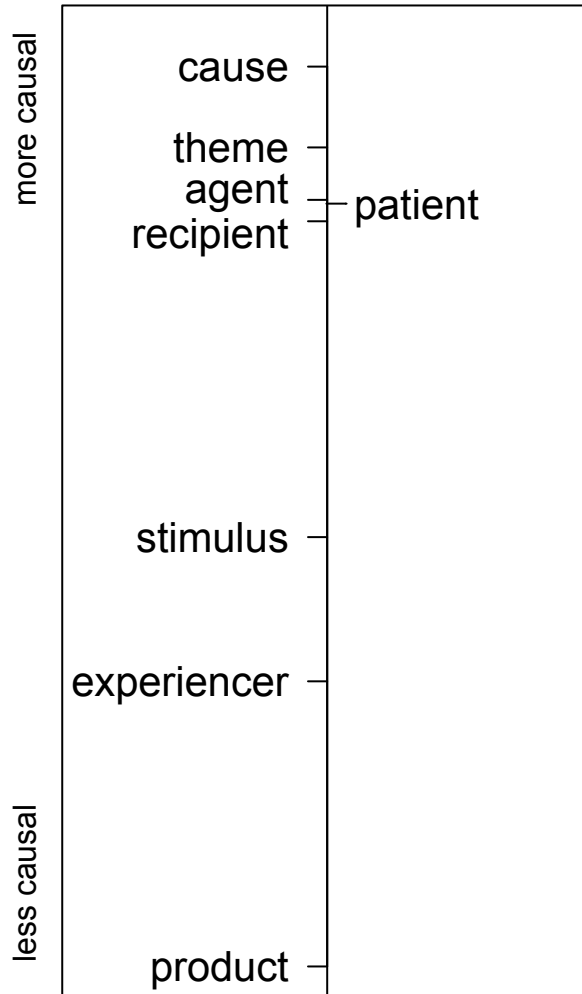 more causal
cause
theme
agent
patient
recipient
stimulus
experiencer
less causal
product